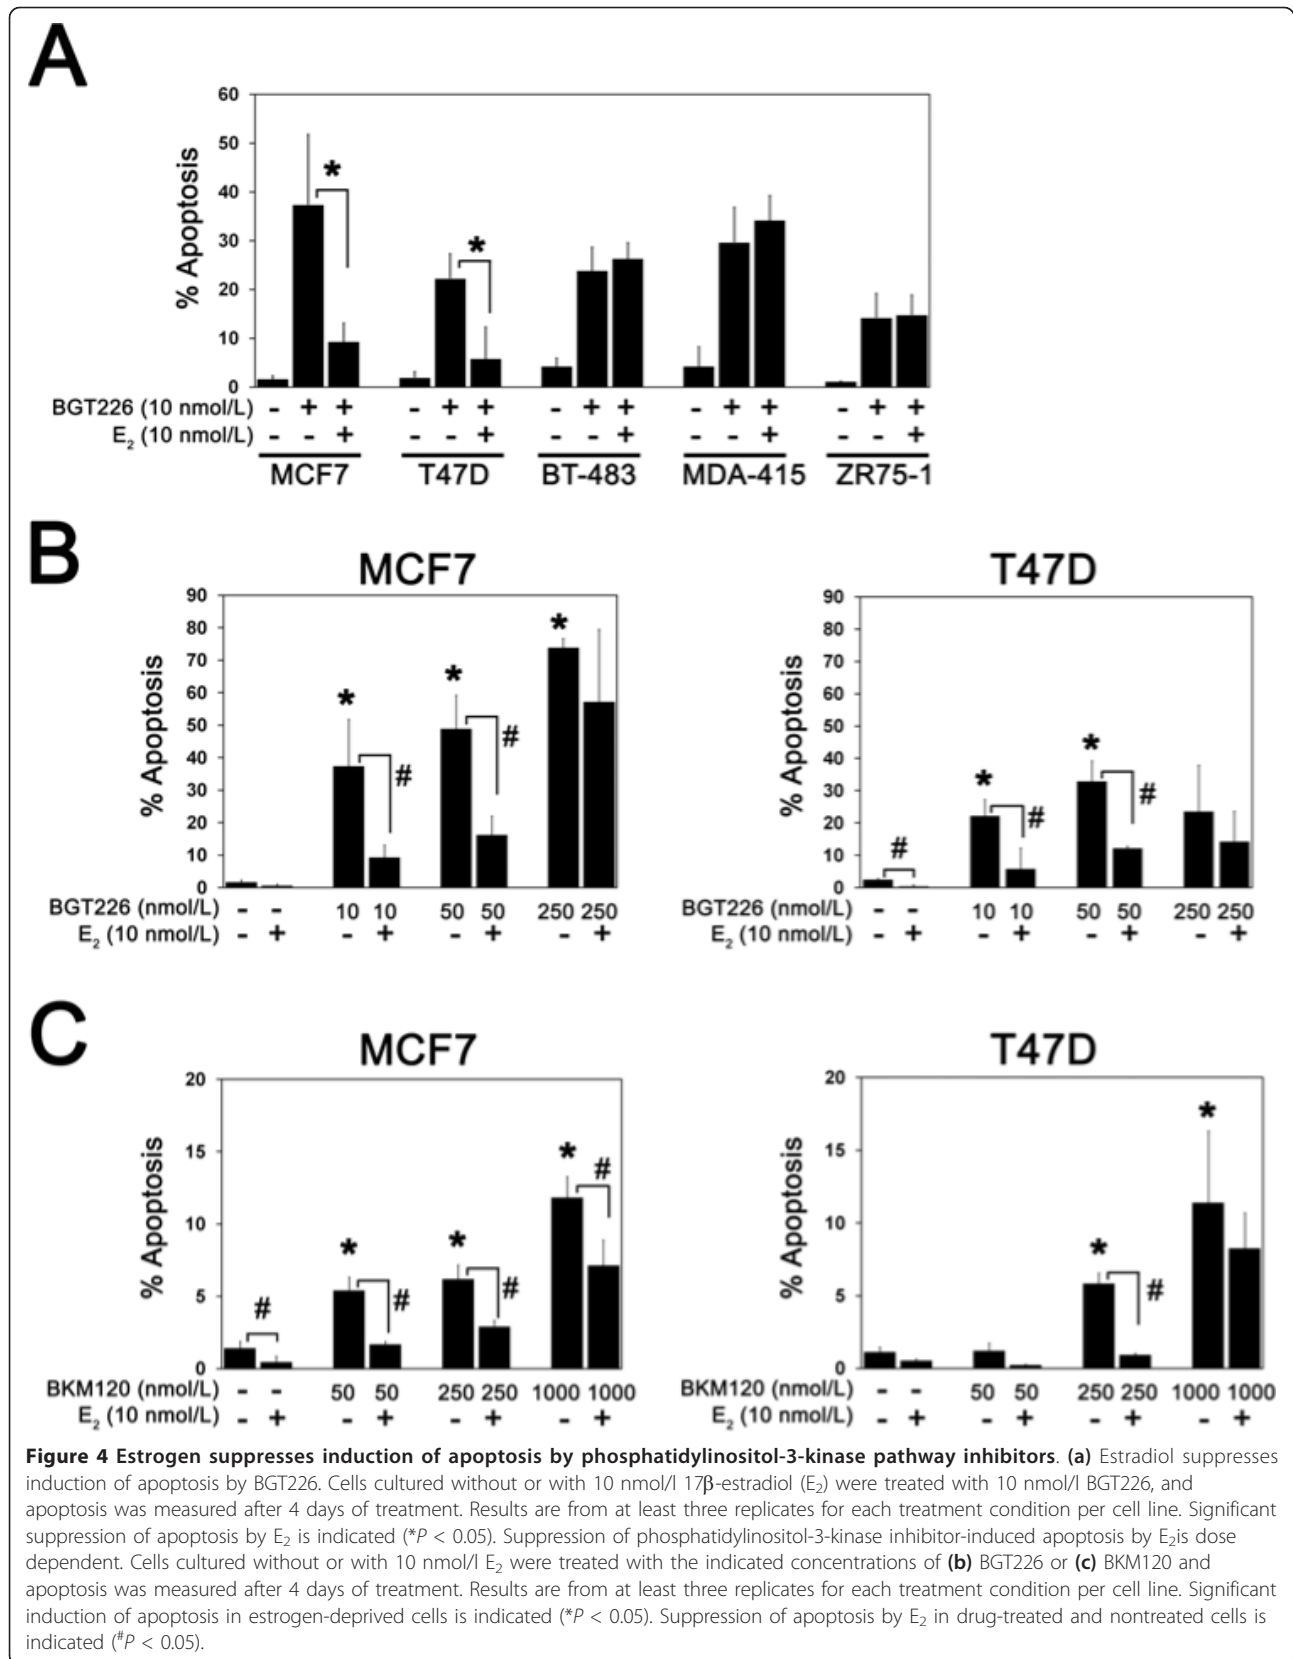 A
% Apoptosis
60
50
40
30
20
10
0
*
*
BGT226 (10 nmol/L) - + + - + + - + + - + + - + +
E₂ (10 nmol/L) - - + - - + - - + - - + - - +
MCF7 T47D BT-483 MDA-415 ZR75-1
B
MCF7
% Apoptosis
90
80
70
60
50
40
30
20
10
0
* # * # *
BGT226 (nmol/L) - - 10 10 50 50 250 250
E₂ (10 nmol/L) - + - + - + - +
T47D
% Apoptosis
90
80
70
60
50
40
30
20
10
0
# * # * #
BGT226 (nmol/L) - - 10 10 50 50 250 250
E₂ (10 nmol/L) - + - + - + - +
C
MCF7
% Apoptosis
20
15
10
5
0
# * # * # * #
BKM120 (nmol/L) - - 50 50 250 250 1000 1000
E₂ (10 nmol/L) - + - + - + - +
T47D
% Apoptosis
20
15
10
5
0
* # *
BKM120 (nmol/L) - - 50 50 250 250 1000 1000
E₂ (10 nmol/L) - + - + - + - +
Figure 4 Estrogen suppresses induction of apoptosis by phosphatidylinositol-3-kinase pathway inhibitors. (a) Estradiol suppresses
induction of apoptosis by BGT226. Cells cultured without or with 10 nmol/l 17β-estradiol (E₂) were treated with 10 nmol/l BGT226, and
apoptosis was measured after 4 days of treatment. Results are from at least three replicates for each treatment condition per cell line. Significant
suppression of apoptosis by E₂ is indicated (*P < 0.05). Suppression of phosphatidylinositol-3-kinase inhibitor-induced apoptosis by E₂is dose
dependent. Cells cultured without or with 10 nmol/l E₂ were treated with the indicated concentrations of (b) BGT226 or (c) BKM120 and
apoptosis was measured after 4 days of treatment. Results are from at least three replicates for each treatment condition per cell line. Significant
induction of apoptosis in estrogen-deprived cells is indicated (*P < 0.05). Suppression of apoptosis by E₂ in drug-treated and nontreated cells is
indicated (#P < 0.05).